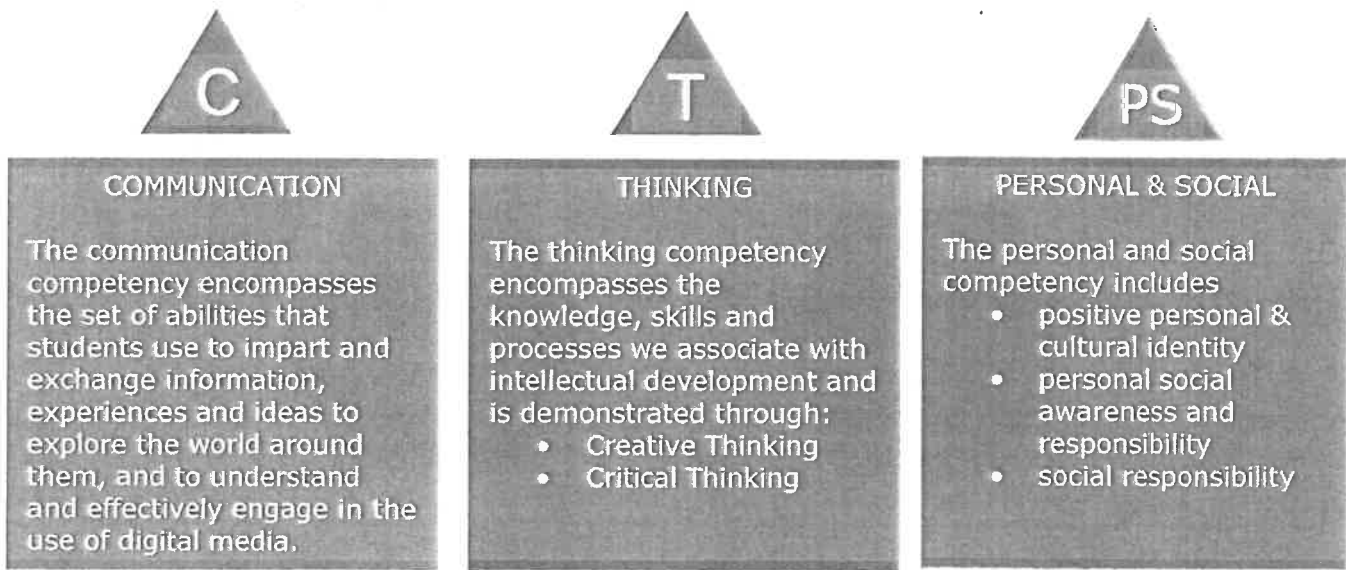 C
COMMUNICATION
The communication
competency encompasses
the set of abilities that
students use to impart and
exchange information,
experiences and ideas to
explore the world around
them, and to understand
and effectively engage in the
use of digital media.
T
THINKING
The thinking competency
encompasses the
knowledge, skills and
processes we associate with
intellectual development and
is demonstrated through:
• Creative Thinking
• Critical Thinking
PS
PERSONAL & SOCIAL
The personal and social
competency includes
• positive personal &
cultural identity
• personal social
awareness and
responsibility
• social responsibility